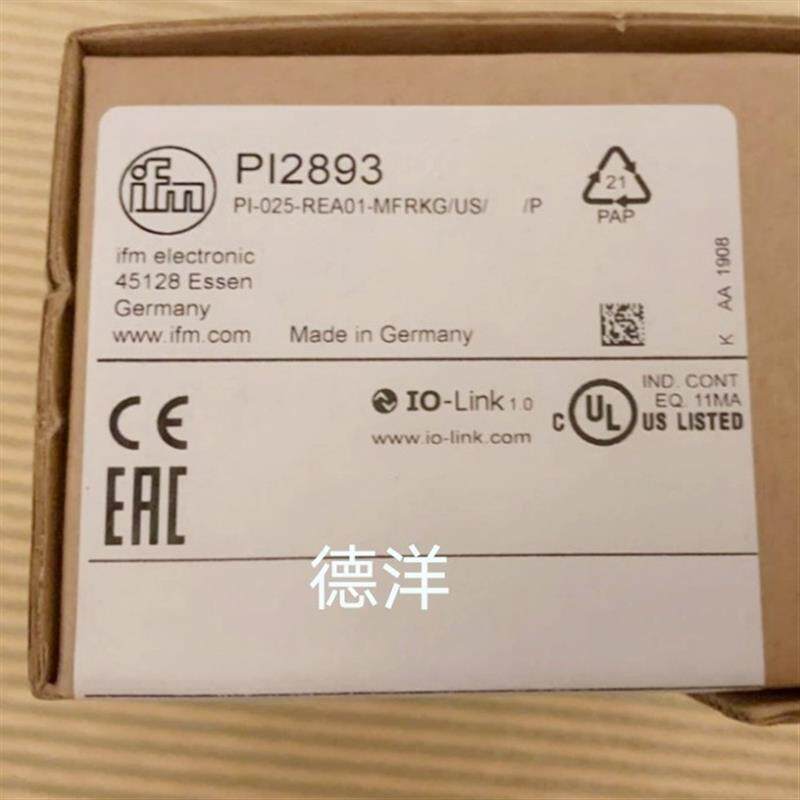 ifm
PI2893
PI-025-REA01-MFRKG/US/ /P
21
PAP
ifm electronic
45128 Essen
Germany
www.ifm.com
Made in Germany
K AA 1908
CE
EAC
IO-Link 1.0
www.io-link.com
C UL US LISTED
IND. CONT
EQ. 11MA
德洋